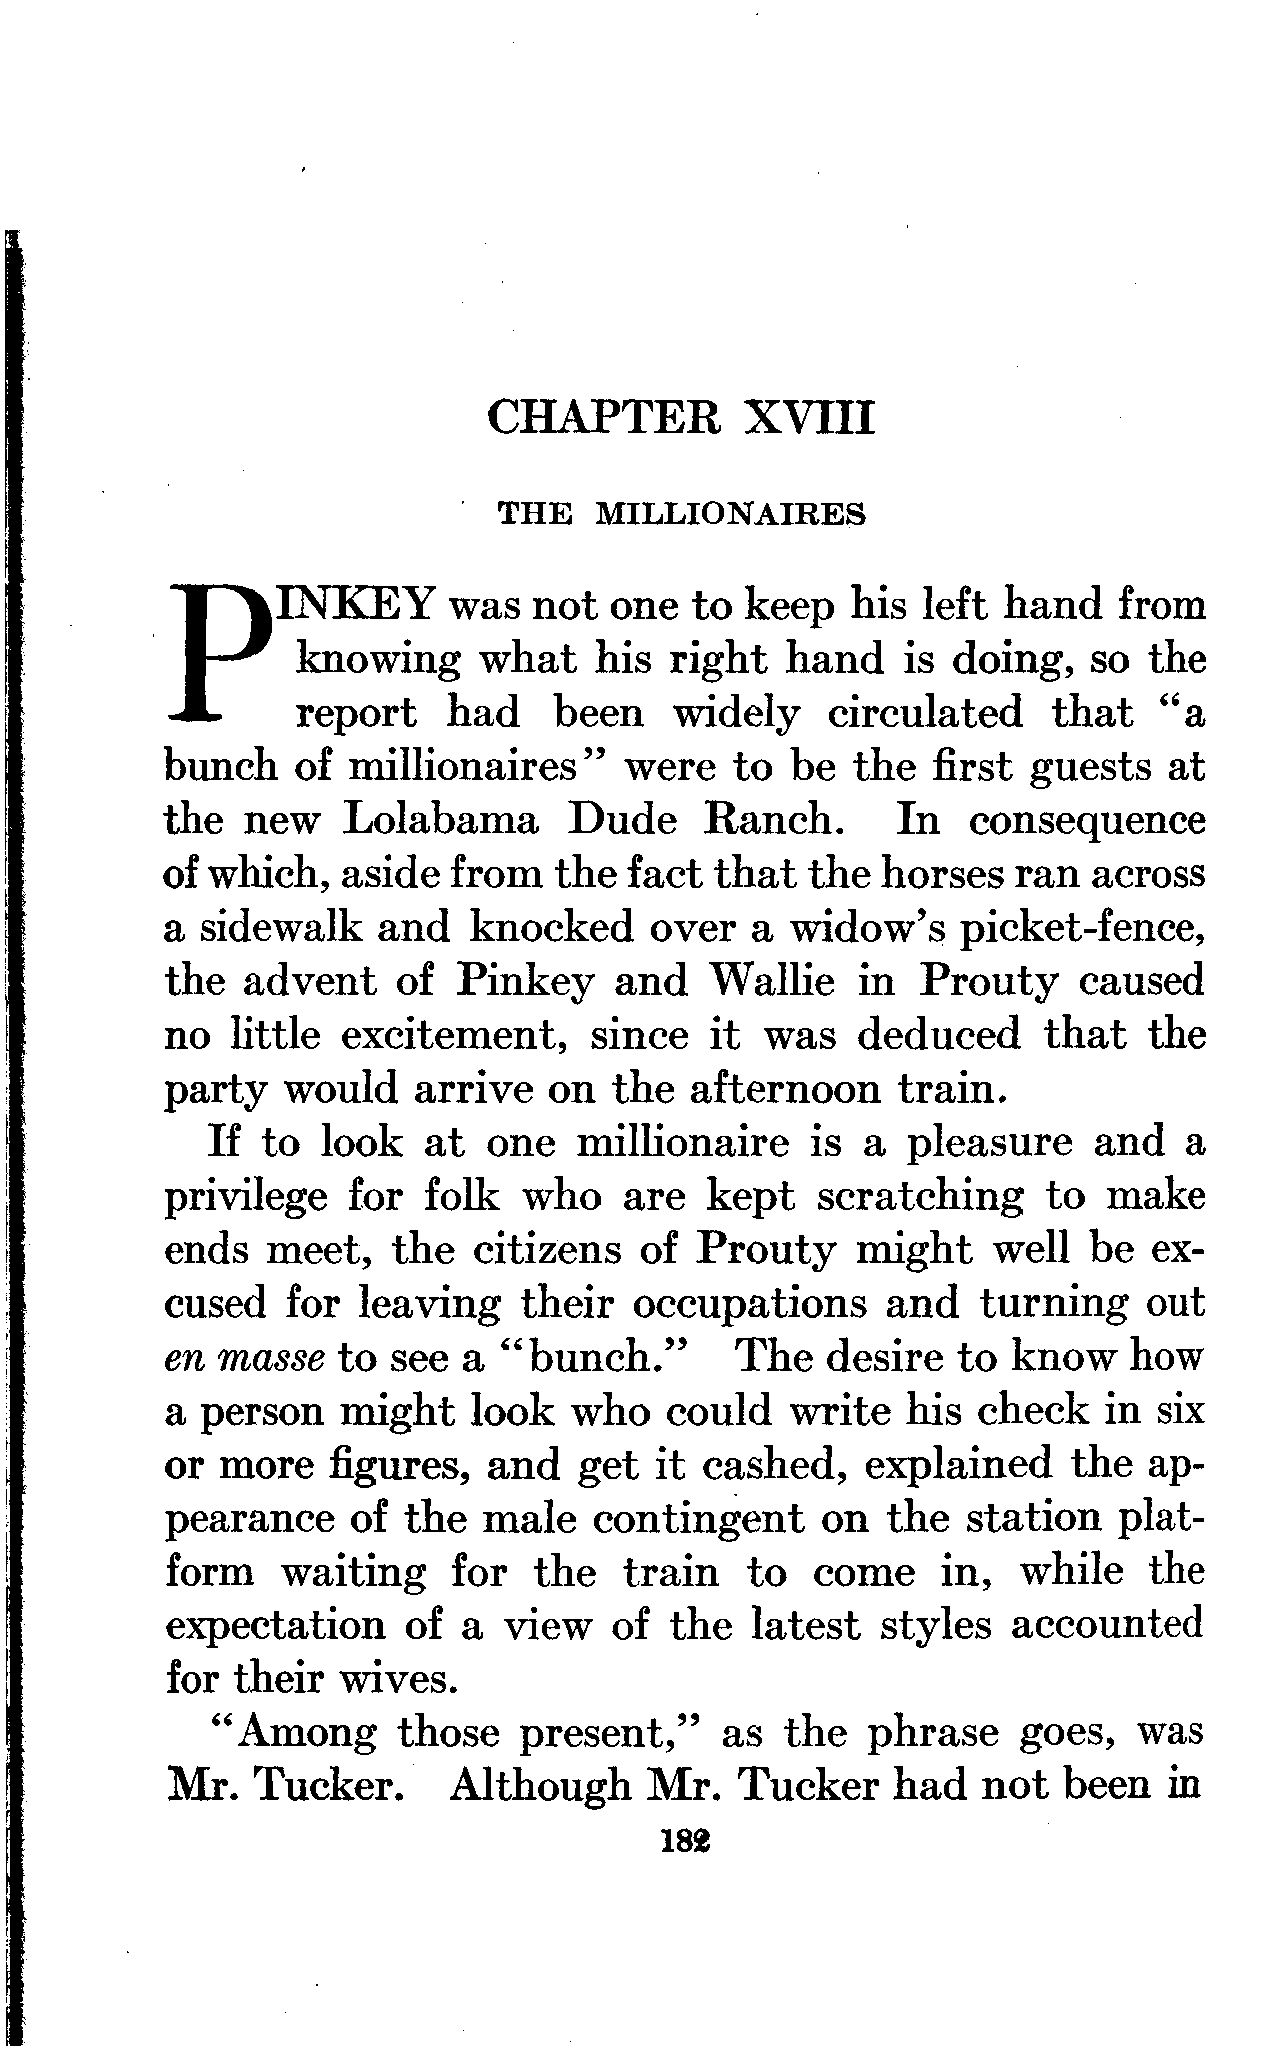 CHAPTER XVIII
THE MILLIONAIRES
PINKEY was not one to keep his left hand from
knowing what his right hand is doing, so the
report had been widely circulated that "a
bunch of millionaires" were to be the first guests at
the new Lolabama Dude Ranch. In consequence
of which, aside from the fact that the horses ran across
a sidewalk and knocked over a widow's picket-fence,
the advent of Pinkey and Wallie in Prouty caused
no little excitement, since it was deduced that the
party would arrive on the afternoon train.
If to look at one millionaire is a pleasure and a
privilege for folk who are kept scratching to make
ends meet, the citizens of Prouty might well be ex-
cused for leaving their occupations and turning out
en masse to see a "bunch." The desire to know how
a person might look who could write his check in six
or more figures, and get it cashed, explained the ap-
pearance of the male contingent on the station plat-
form waiting for the train to come in, while the
expectation of a view of the latest styles accounted
for their wives.
"Among those present," as the phrase goes, was
Mr. Tucker. Although Mr. Tucker had not been in
182